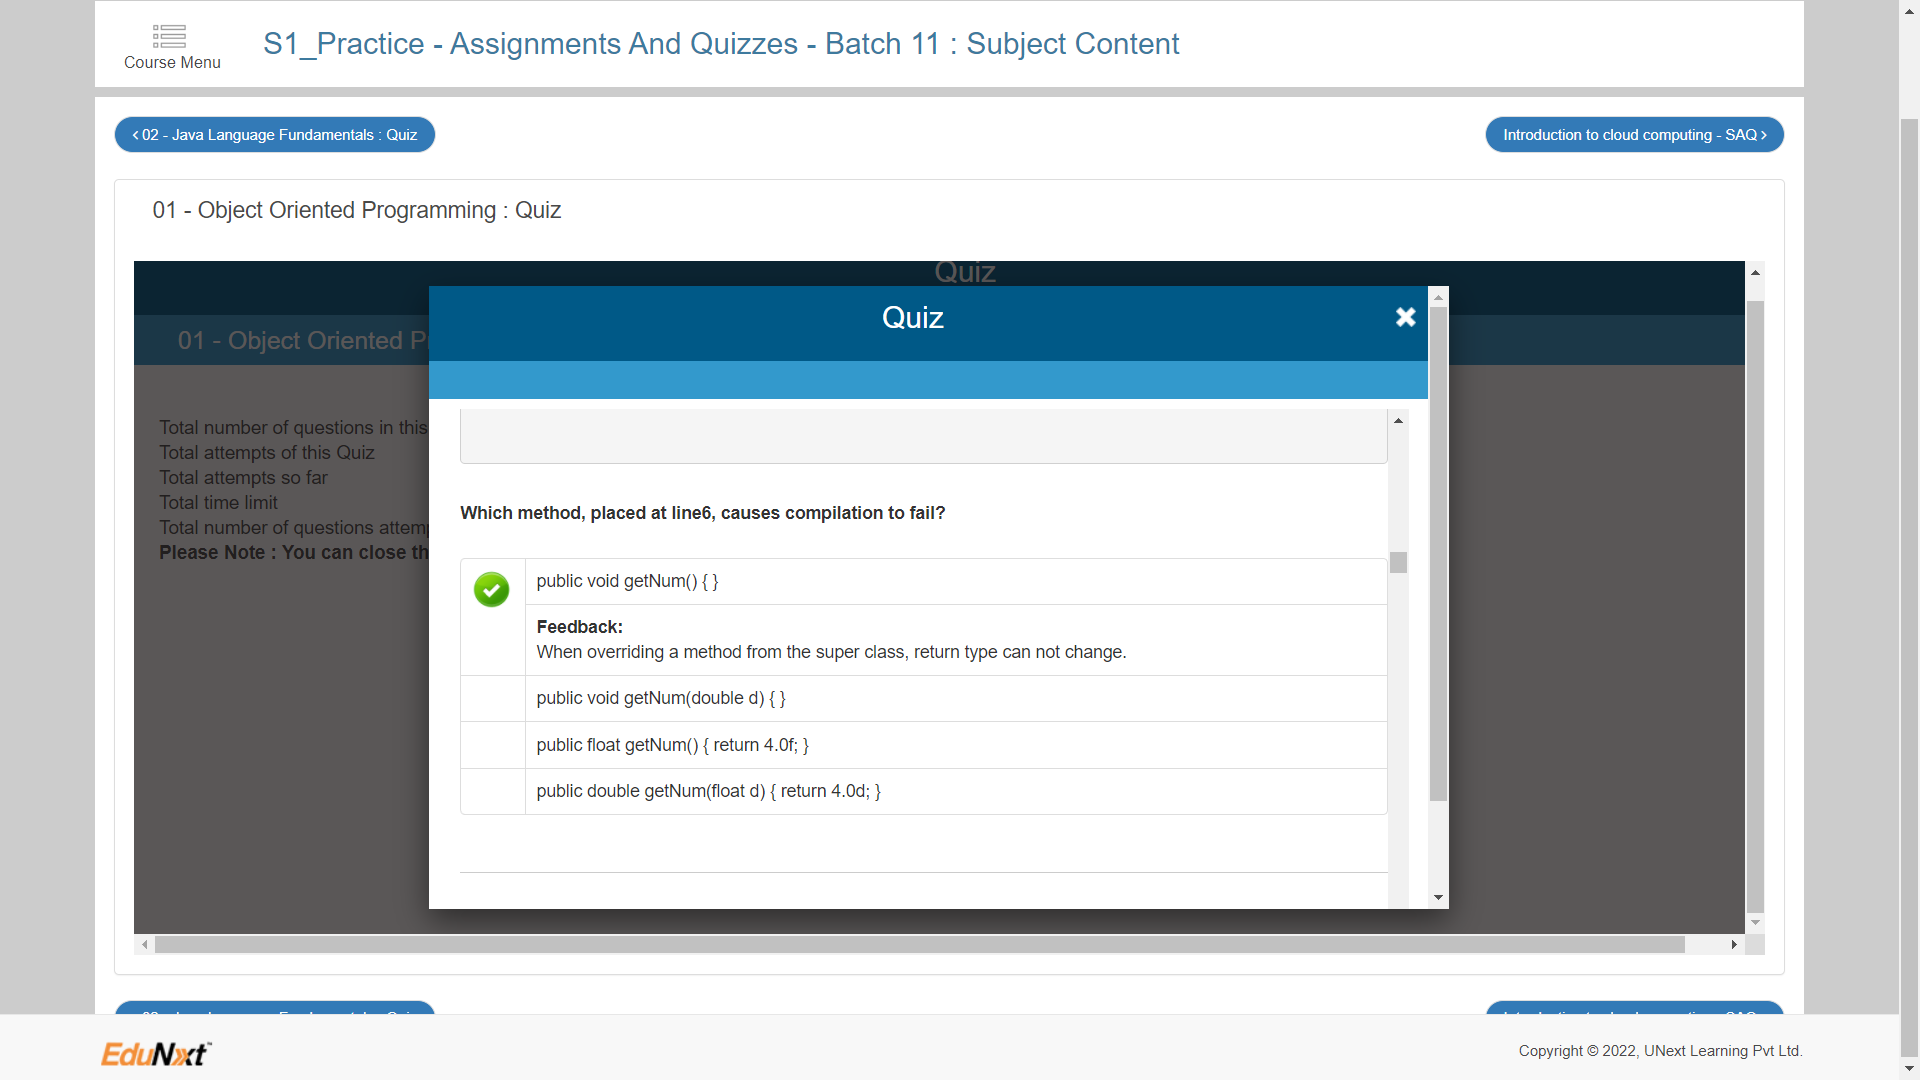 Course Menu
S1_Practice - Assignments And Quizzes - Batch 11 : Subject Content
02 - Java Language Fundamentals : Quiz
Introduction to cloud computing - SAQ
01 - Object Oriented Programming : Quiz
Quiz
01 - Object Oriented P
Quiz
Total number of questions in this
Total attempts of this Quiz
Total attempts so far
Total time limit
Total number of questions attem
Please Note : You can close th
Which method, placed at line6, causes compilation to fail?
public void getNum() { }
Feedback:
When overriding a method from the super class, return type can not change.
public void getNum(double d) { }
public float getNum() { return 4.0f; }
public double getNum(float d) { return 4.0d; }
EduNxt™
Copyright © 2022, UNext Learning Pvt Ltd.